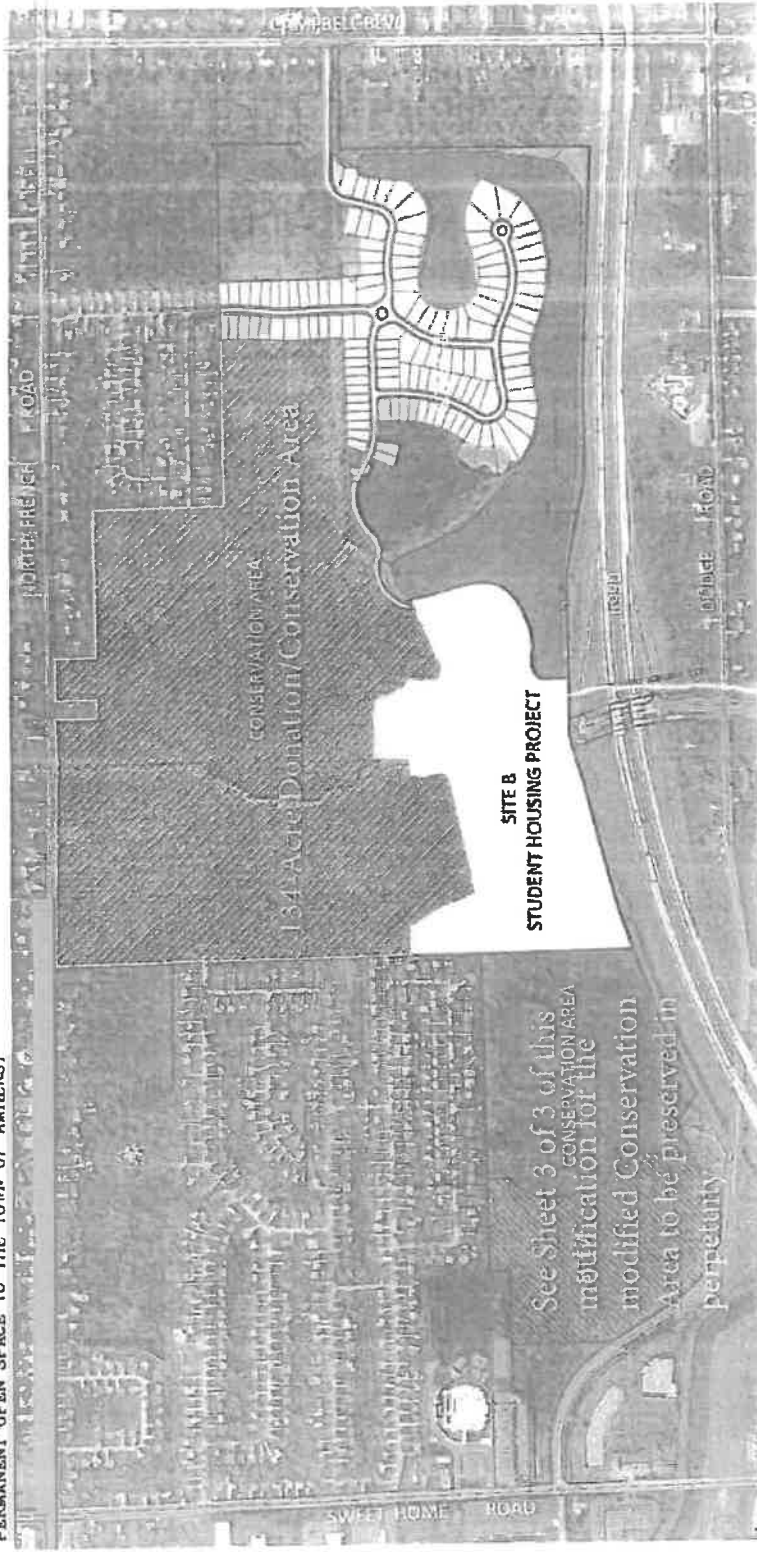 PERMANENT OPEN SPACE TO THE TOWN OF AMHERST
NORTH FRENCH ROAD
CAMPBELL BLVD
CONSERVATION AREA
134 Acre Donation/Conservation Area
SITE B
STUDENT HOUSING PROJECT
I-990
DODGE ROAD
See Sheet 3 of 3 of this
CONSERVATION AREA
modification for the
modified Conservation
Area to be preserved in
perpetuity
SWEET HOME ROAD